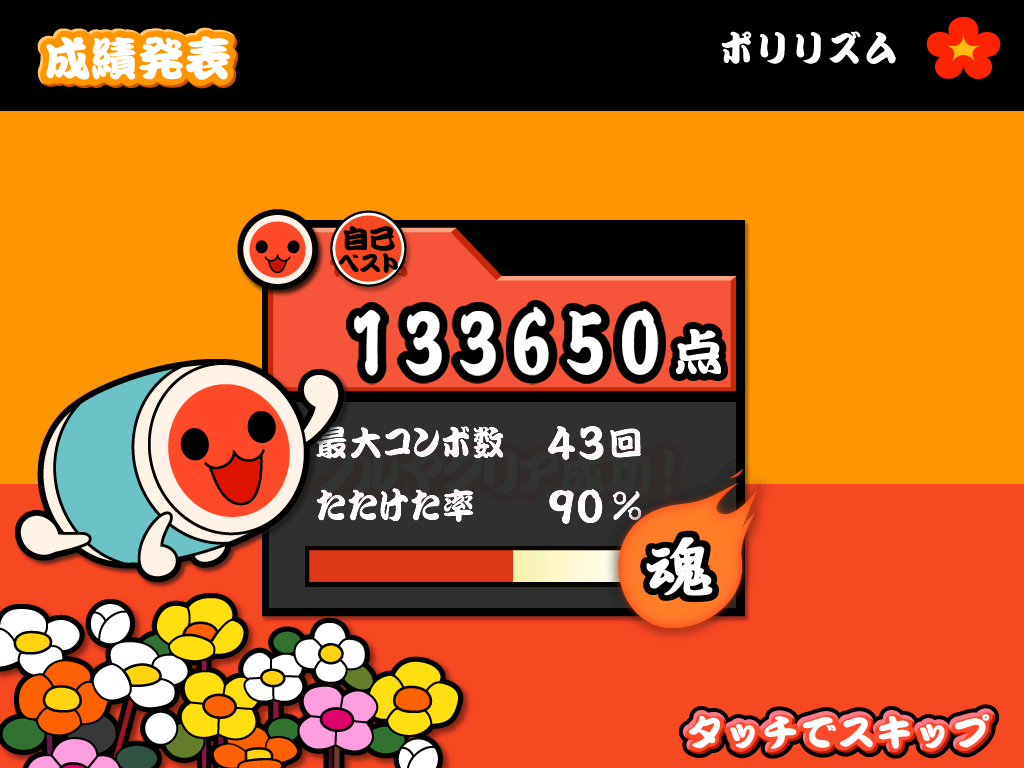 成績発表
ポリリズム
自己
ベスト
133650点
最大コンボ数 43回
たたけた率 90%
魂
タッチでスキップ